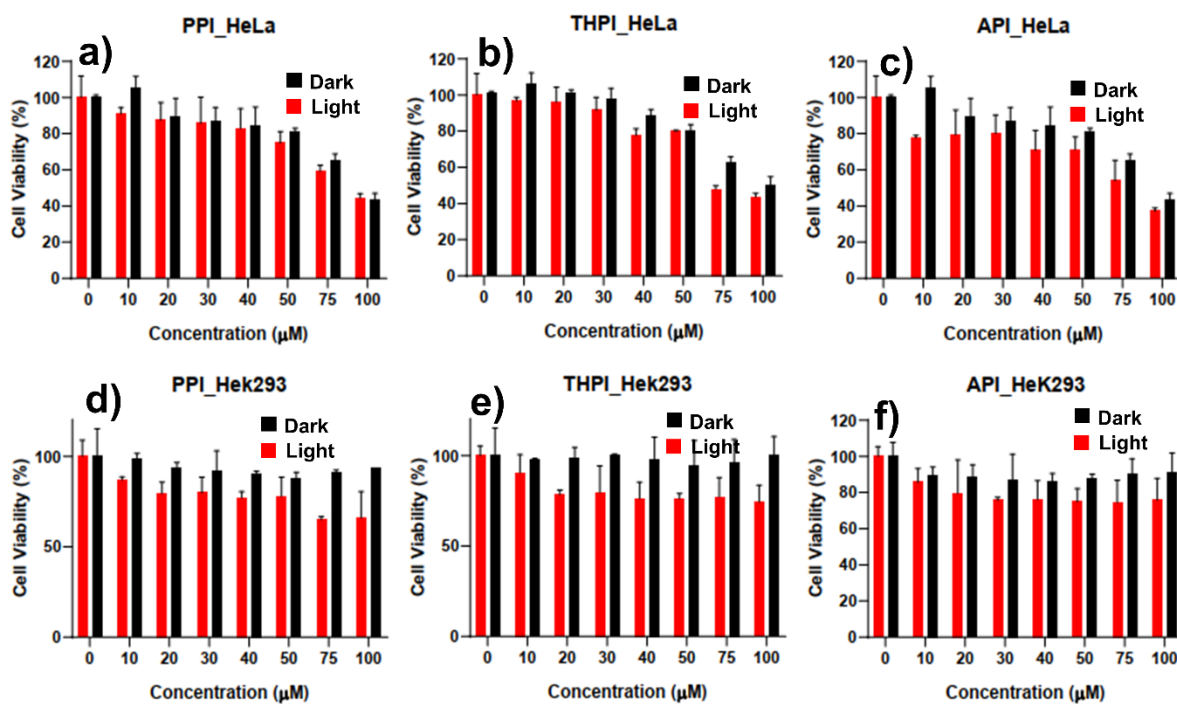 PPI_HeLa
a)
Dark
Light
Cell Viability (%)
120
100
80
60
40
20
0
0 10 20 30 40 50 75 100
Concentration (μM)
THPI_HeLa
b)
Dark
Light
Cell Viability (%)
120
100
80
60
40
20
0
0 10 20 30 40 50 75 100
Concentration (μM)
API_HeLa
c)
Dark
Light
Cell Viability (%)
120
100
80
60
40
20
0
0 10 20 30 40 50 75 100
Concentration (μM)
PPI_Hek293
d)
Dark
Light
Cell Viability (%)
100
50
0
0 10 20 30 40 50 75 100
Concentration (μM)
THPI_Hek293
e)
Dark
Light
Cell Viability (%)
100
50
0
0 10 20 30 40 50 75 100
Concentration (μM)
API_HeK293
f)
Dark
Light
Cell Viability (%)
120
100
80
60
40
20
0
0 10 20 30 40 50 75 100
Concentration (μM)